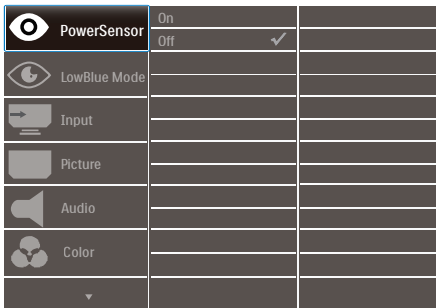 PowerSensor
On
Off
LowBlue Mode
Input
Picture
Audio
Color